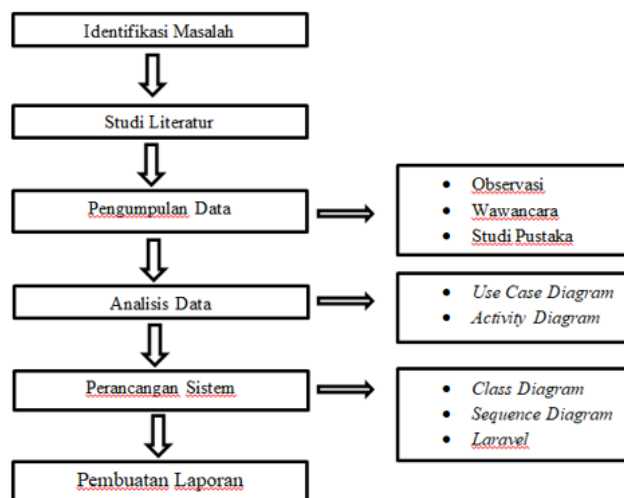 Identifikasi Masalah
Studi Literatur
Pengumpulan Data
• Observasi
• Wawancara
• Studi Pustaka
Analisis Data
• Use Case Diagram
• Activity Diagram
Perancangan Sistem
• Class Diagram
• Sequence Diagram
• Laravel
Pembuatan Laporan